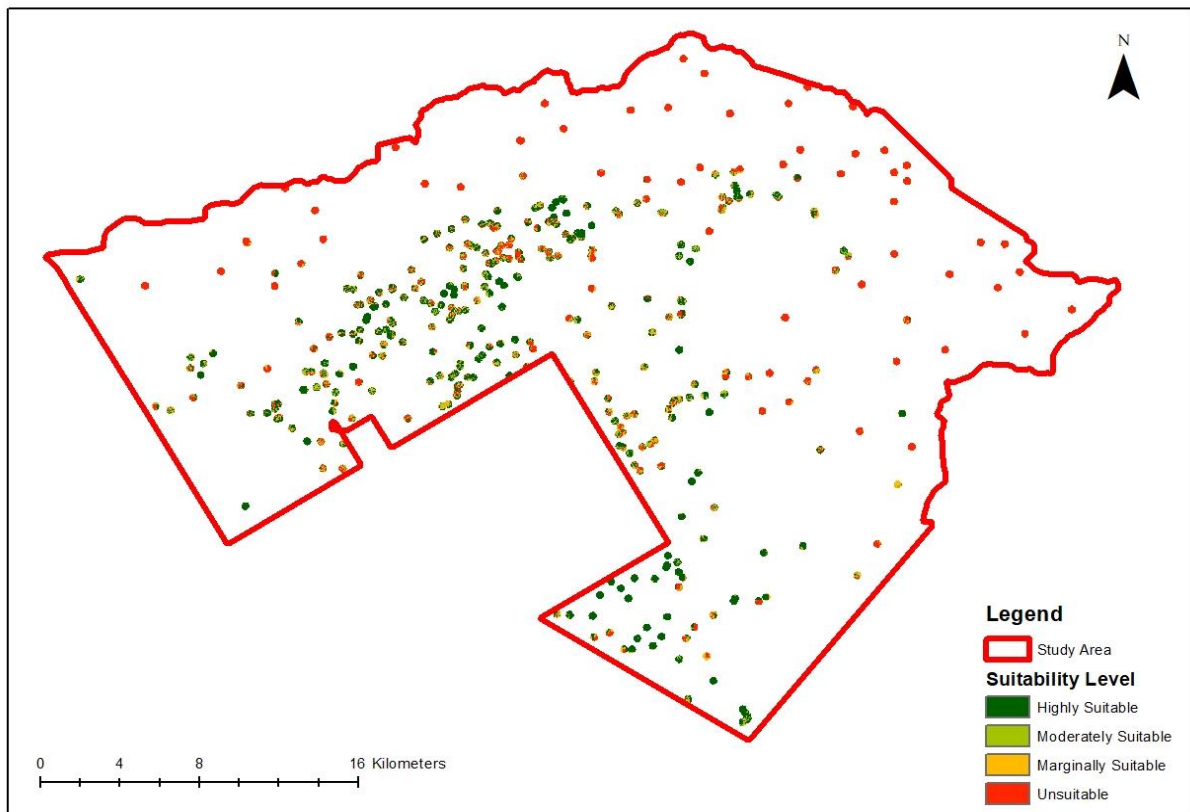 N
Legend
Study Area
Suitability Level
Highly Suitable
Moderately Suitable
Marginally Suitable
Unsuitable
0 4 8 16 Kilometers